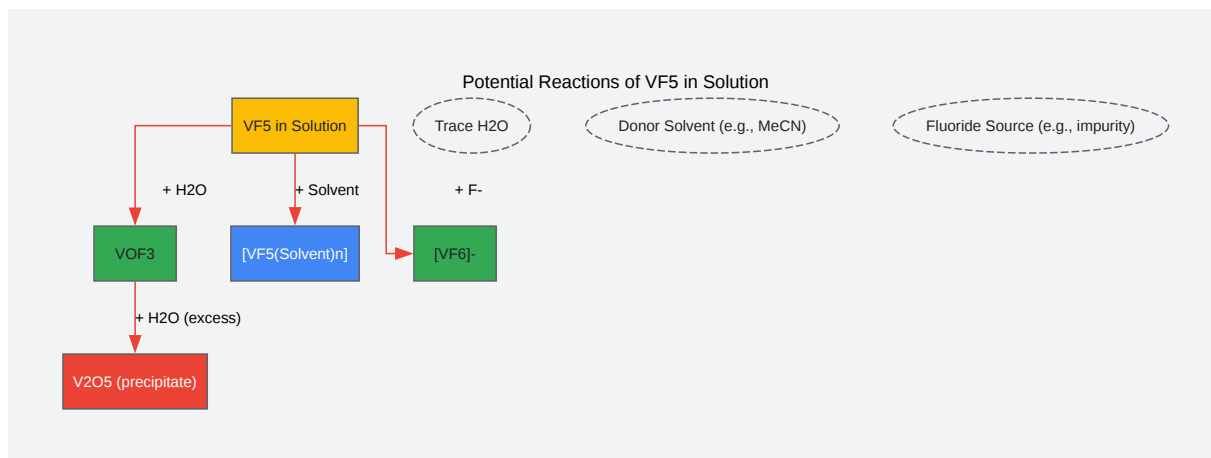 Potential Reactions of VF5 in Solution
VF5 in Solution
Trace H2O
Donor Solvent (e.g., MeCN)
Fluoride Source (e.g., impurity)
+ H2O
+ Solvent
+ F-
VOF3
[VF5(Solvent)n]
[VF6]-
+ H2O (excess)
V2O5 (precipitate)